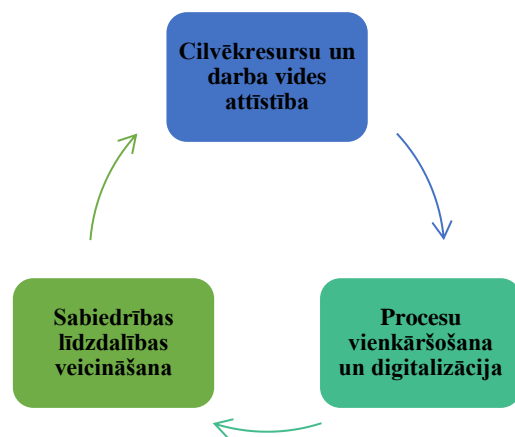 Cilvēkresursu un
darba vides
attīstība
Sabiedrības
līdzdalības
veicināšana
Procesu
vienkāršošana
un digitalizācija